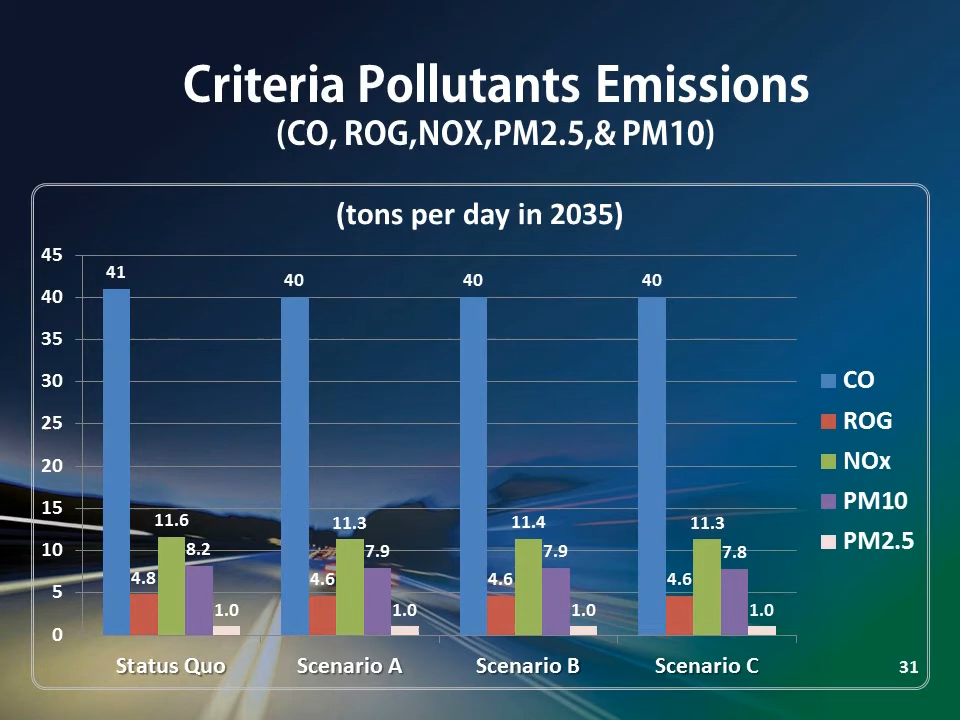 Criteria Pollutants Emissions
(CO, ROG,NOX,PM2.5,& PM10)
(tons per day in 2035)
45
40
35
30
25
20
15
10
5
0
41
4.8
11.6
8.2
1.0
40
4.6
11.3
7.9
1.0
40
4.6
11.4
7.9
1.0
40
4.6
11.3
7.8
1.0
Status Quo
Scenario A
Scenario B
Scenario C
CO
ROG
NOx
PM10
PM2.5
31